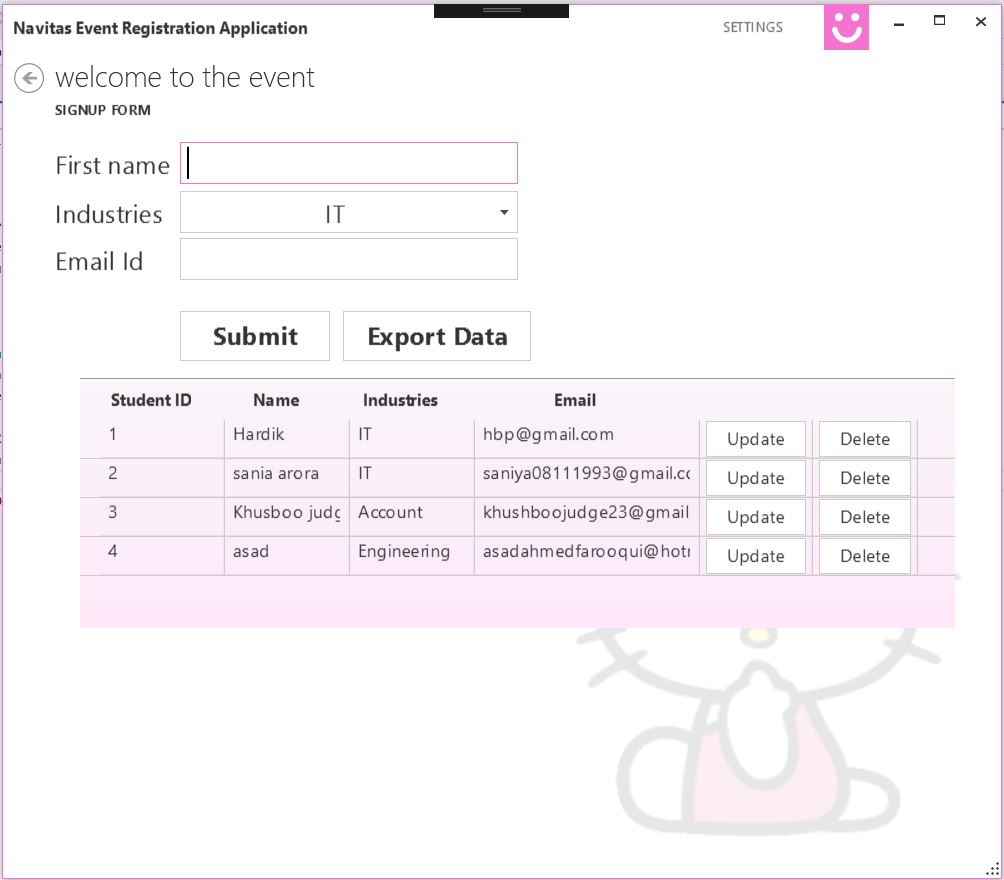 Navitas Event Registration Application
SETTINGS
welcome to the event
SIGNUP FORM
First name
Industries IT
Email Id
Submit Export Data
Student ID Name Industries Email
1 Hardik IT hbp@gmail.com Update Delete
2 sania arora IT saniya08111993@gmail.co Update Delete
3 Khusboo judg Account khushboojudge23@gmail Update Delete
4 asad Engineering asadahmedfarooqui@hotr Update Delete